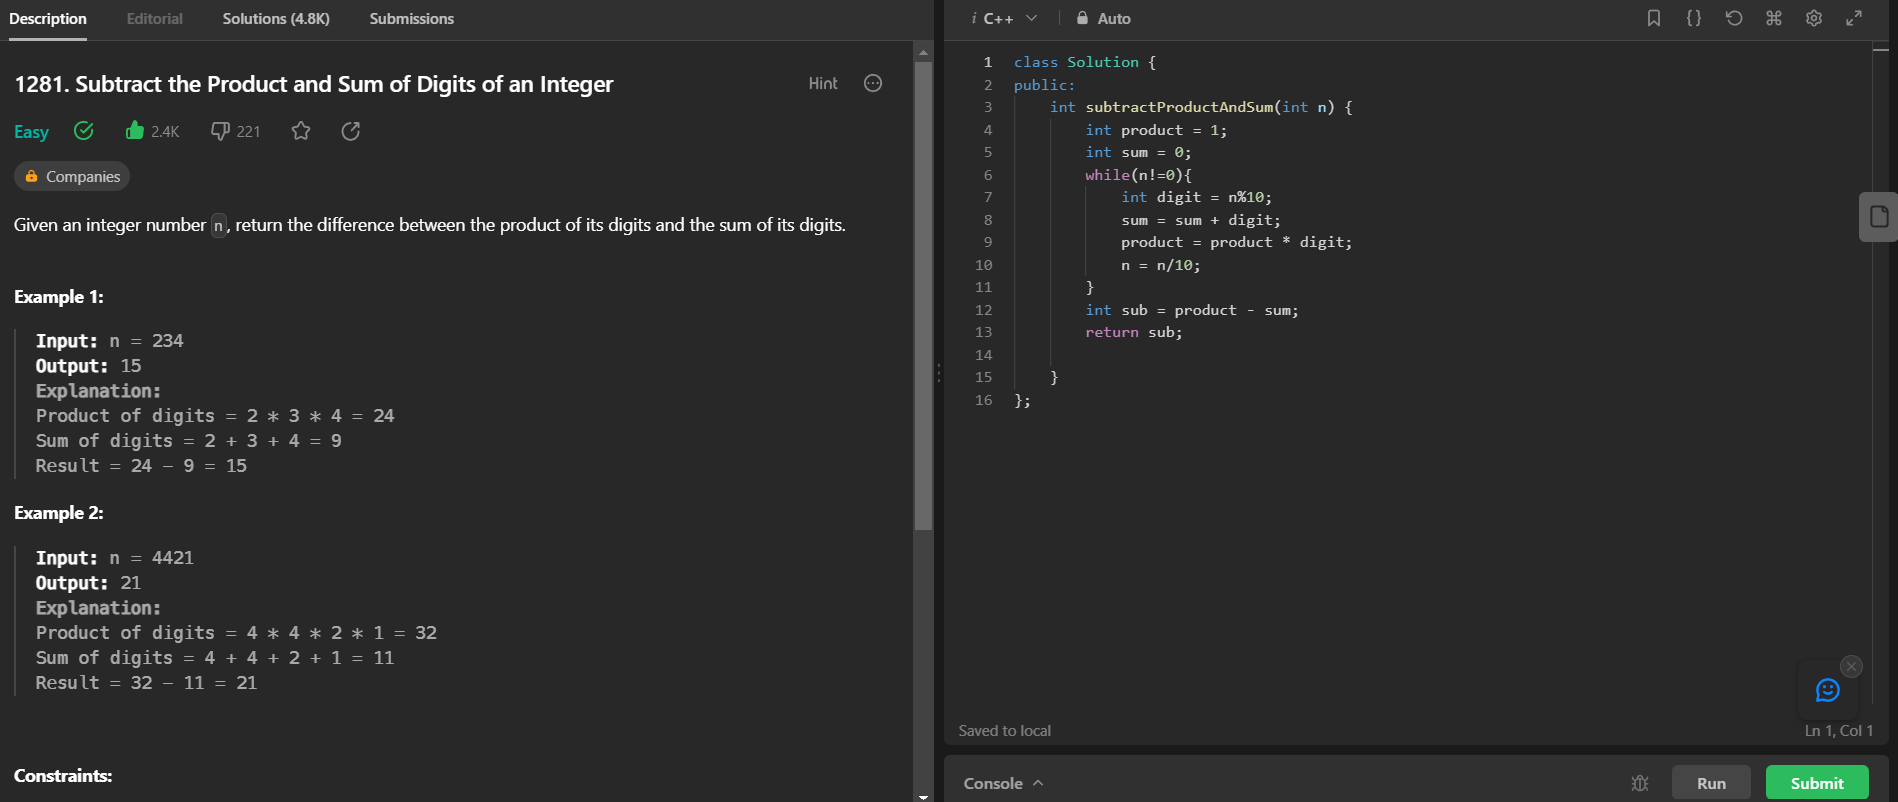 Description Editorial Solutions (4.8K) Submissions
1281. Subtract the Product and Sum of Digits of an Integer
Hint
Easy 2.4K 221
Companies
Given an integer number n, return the difference between the product of its digits and the sum of its digits.
Example 1:
Input: n = 234
Output: 15
Explanation:
Product of digits = 2 * 3 * 4 = 24
Sum of digits = 2 + 3 + 4 = 9
Result = 24 − 9 = 15
Example 2:
Input: n = 4421
Output: 21
Explanation:
Product of digits = 4 * 4 * 2 * 1 = 32
Sum of digits = 4 + 4 + 2 + 1 = 11
Result = 32 − 11 = 21
Constraints:
i C++ Auto
1 class Solution {
2 public:
3     int subtractProductAndSum(int n) {
4         int product = 1;
5         int sum = 0;
6         while(n!=0){
7             int digit = n%10;
8             sum = sum + digit;
9             product = product * digit;
10             n = n/10;
11         }
12         int sub = product - sum;
13         return sub;
14
15     }
16 };
Saved to local
Ln 1, Col 1
Console
Run
Submit